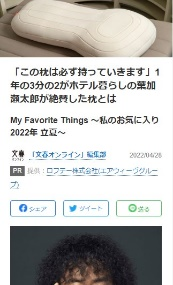 「この枕は必ず持っていきます」1
年の3分の2がホテル暮らしの葉加
瀬太郎が絶賛した枕とは
My Favorite Things ～私のお気に入り
2022年 立夏～
「文春オンライン」編集部
2022/04/28
PR 提供：ロフテー株式会社(エアウィーヴグルー
プ)
シェア
ツイート
送る